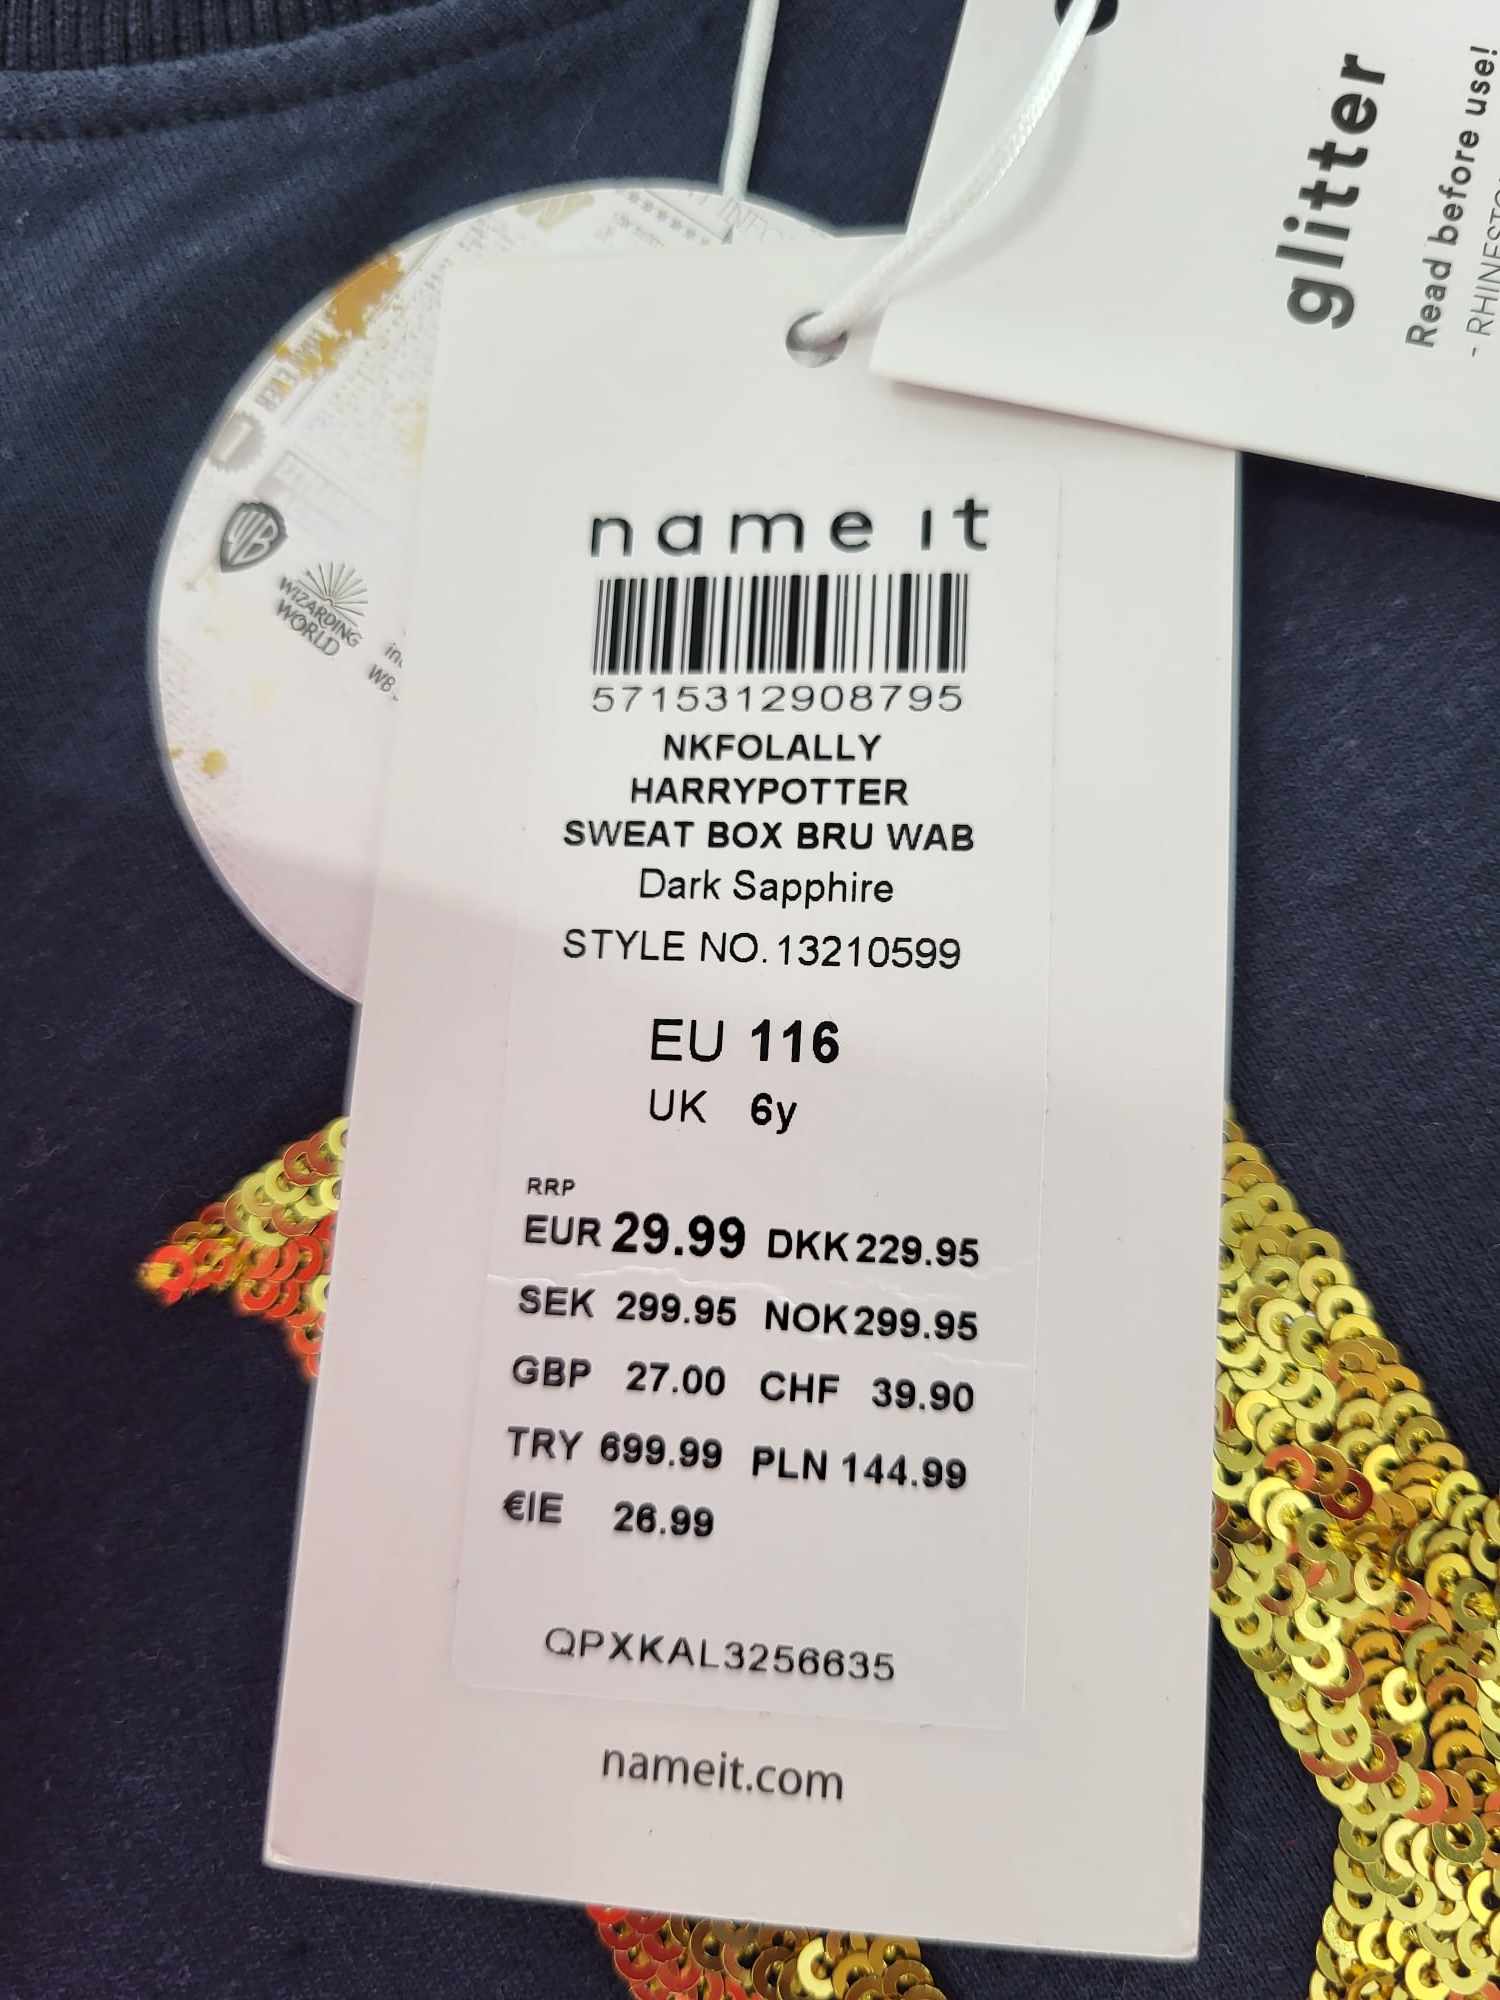 glitter
Read before use!
WB
WIZARDING
WORLD
name it
5715312908795
NKFOLALLY
HARRYPOTTER
SWEAT BOX BRU WAB
Dark Sapphire
STYLE NO. 13210599
EU 116
UK 6y
RRP
EUR 29.99 DKK 229.95
SEK 299.95 NOK 299.95
GBP 27.00 CHF 39.90
TRY 699.99 PLN 144.99
€IE 26.99
QPXKAL3256635
nameit.com